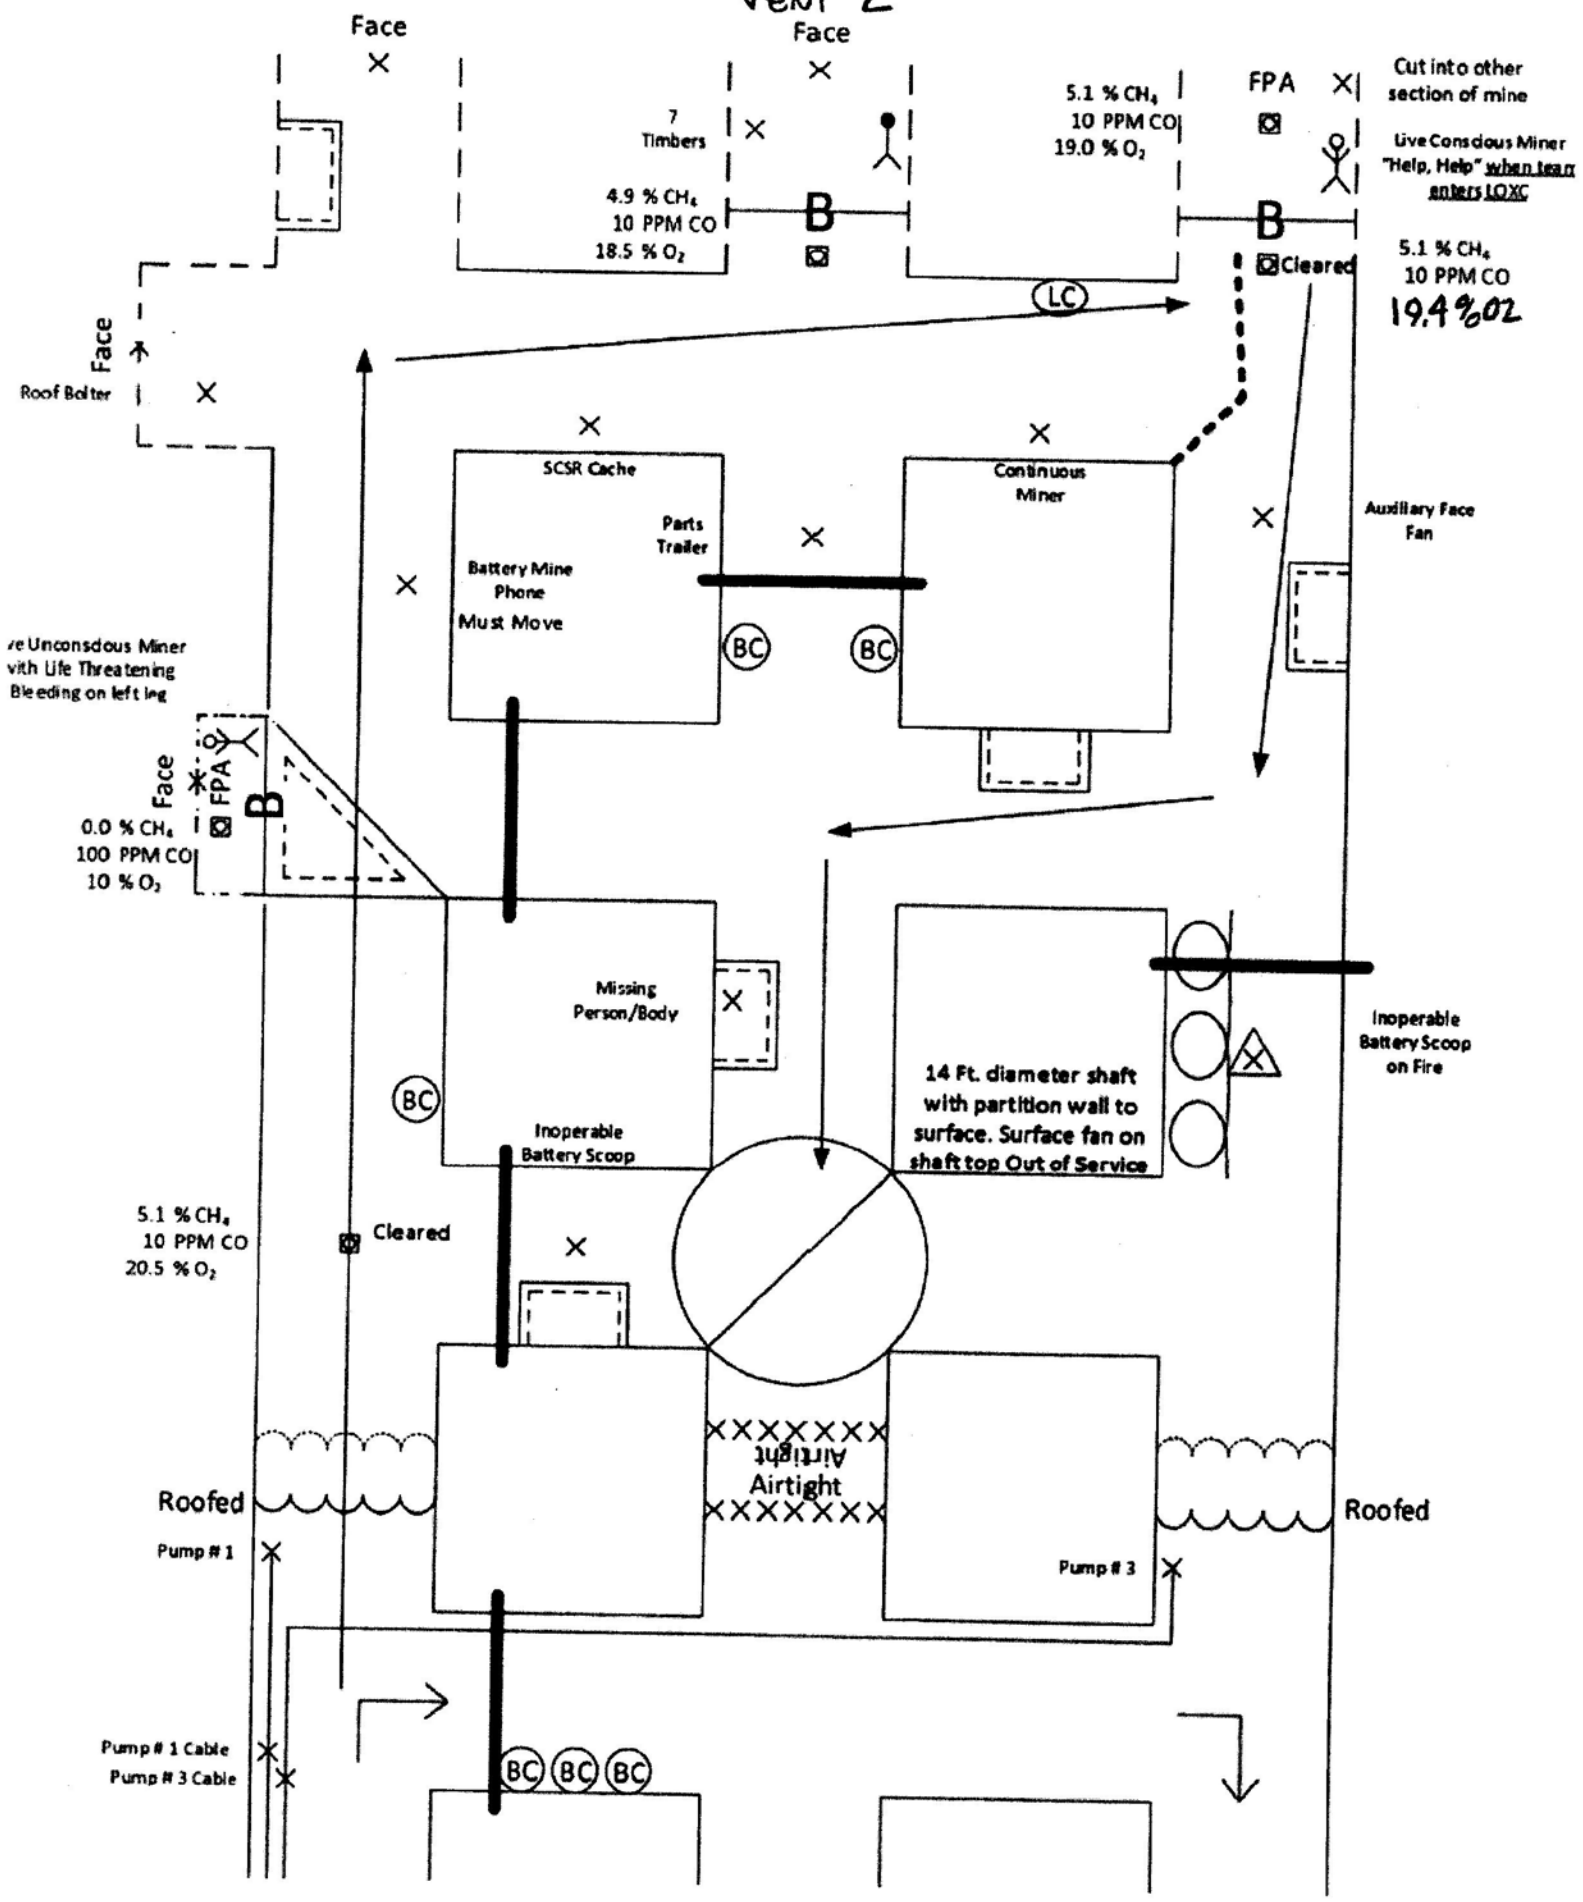 VENT 2
Face
Face
Cut into other
section of mine
FPA
5.1 % CH₄
10 PPM CO
19.0 % O₂
7
Timbers
Live Conscious Miner
"Help, Help" when team
enters LOXC
4.9 % CH₄
10 PPM CO
18.5 % O₂
B
B
Cleared
5.1 % CH₄
10 PPM CO
19.4 % O2
LC
Face
Roof Bolter
SCSR Cache
Continuous
Miner
Parts
Trailer
Auxiliary Face
Fan
Battery Mine
Phone
Must Move
BC
BC
ve Unconscious Miner
with Life Threatening
Bleeding on left leg
Face
FPA
B
0.0 % CH₄
100 PPM CO
10 % O₂
Missing
Person/Body
Inoperable
Battery Scoop
on Fire
14 Ft. diameter shaft
with partition wall to
surface. Surface fan on
shaft top Out of Service
BC
Inoperable
Battery Scoop
5.1 % CH₄
10 PPM CO
20.5 % O₂
Cleared
Airtight
Airtight
Roofed
Roofed
Pump # 1
Pump # 3
Pump # 1 Cable
Pump # 3 Cable
BC BC BC